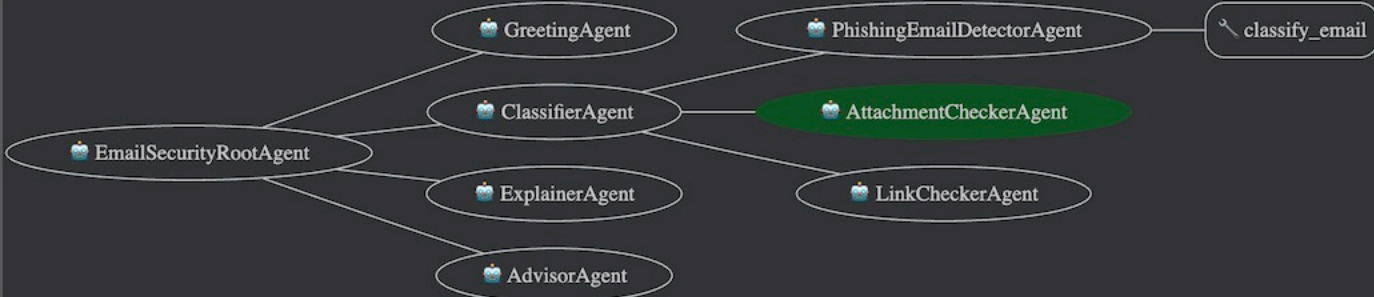 GreetingAgent
PhishingEmailDetectorAgent
classify_email
ClassifierAgent
AttachmentCheckerAgent
EmailSecurityRootAgent
ExplainerAgent
LinkCheckerAgent
AdvisorAgent